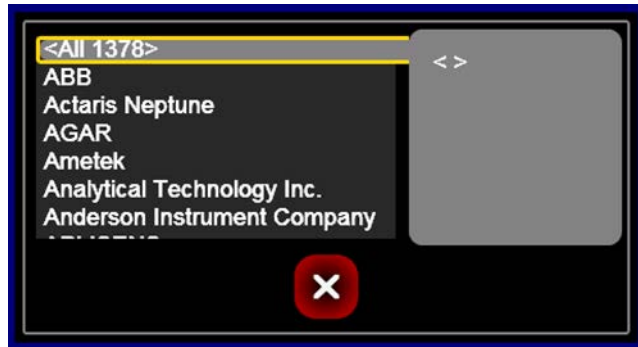 <All 1378>
< >
ABB
Actaris Neptune
AGAR
Ametek
Analytical Technology Inc.
Anderson Instrument Company